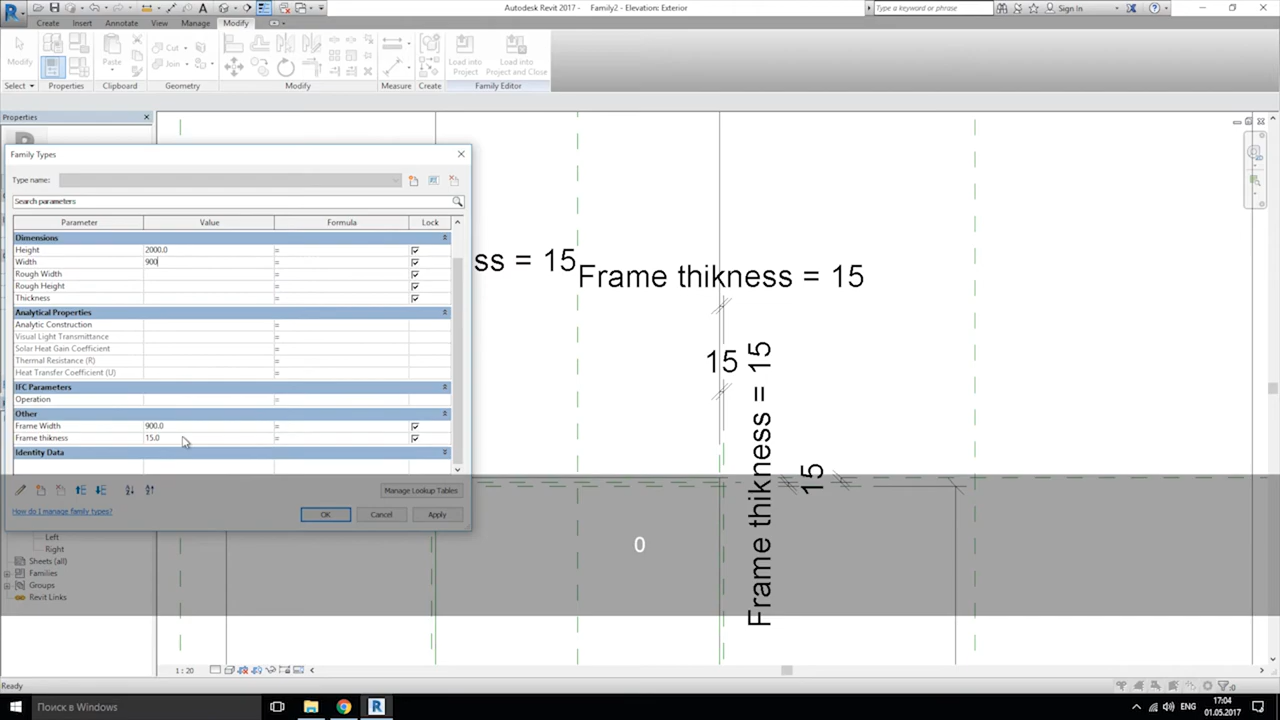 Autodesk Revit 2017 - Family2 - Elevation: Exterior
Type a keyword or phrase
Sign In
Create Insert Annotate View Manage Modify
Modify
Paste
Cut
Join
Load into
Project
Load into
Project and Close
Select Properties Clipboard Geometry Modify Measure Create Family Editor
Properties
Family Types
Type name:
Search parameters
Parameter Value Formula Lock
Dimensions
Height 2000.0 =
Width 900 =
Rough Width =
Rough Height =
Thickness =
Analytical Properties
Analytic Construction =
Visual Light Transmittance =
Solar Heat Gain Coefficient =
Thermal Resistance (R) =
Heat Transfer Coefficient (U) =
IFC Parameters
Operation =
Other
Frame Width 900.0 =
Frame thikness 15.0 =
Identity Data
Manage Lookup Tables
How do I manage family types?
OK Cancel Apply
ss = 15
Frame thikness = 15
15
Frame thikness = 15
15
0
Left
Right
Sheets (all)
Families
Groups
Revit Links
1 : 20
Ready
:0
Поиск в Windows
ENG
17:04
01.05.2017